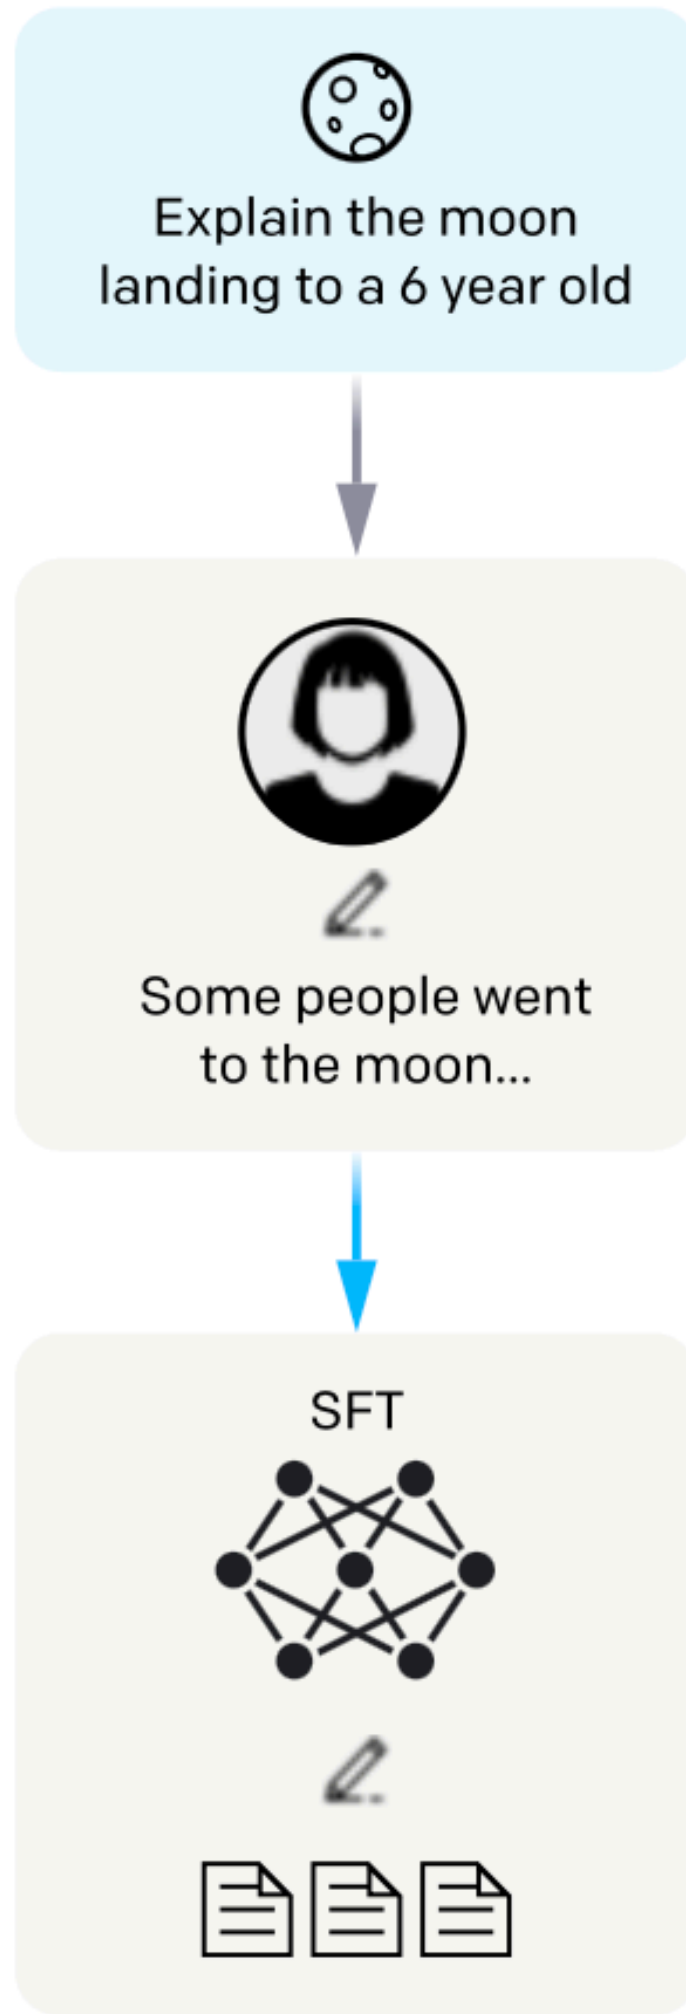 Explain the moon
landing to a 6 year old
Some people went
to the moon...
SFT